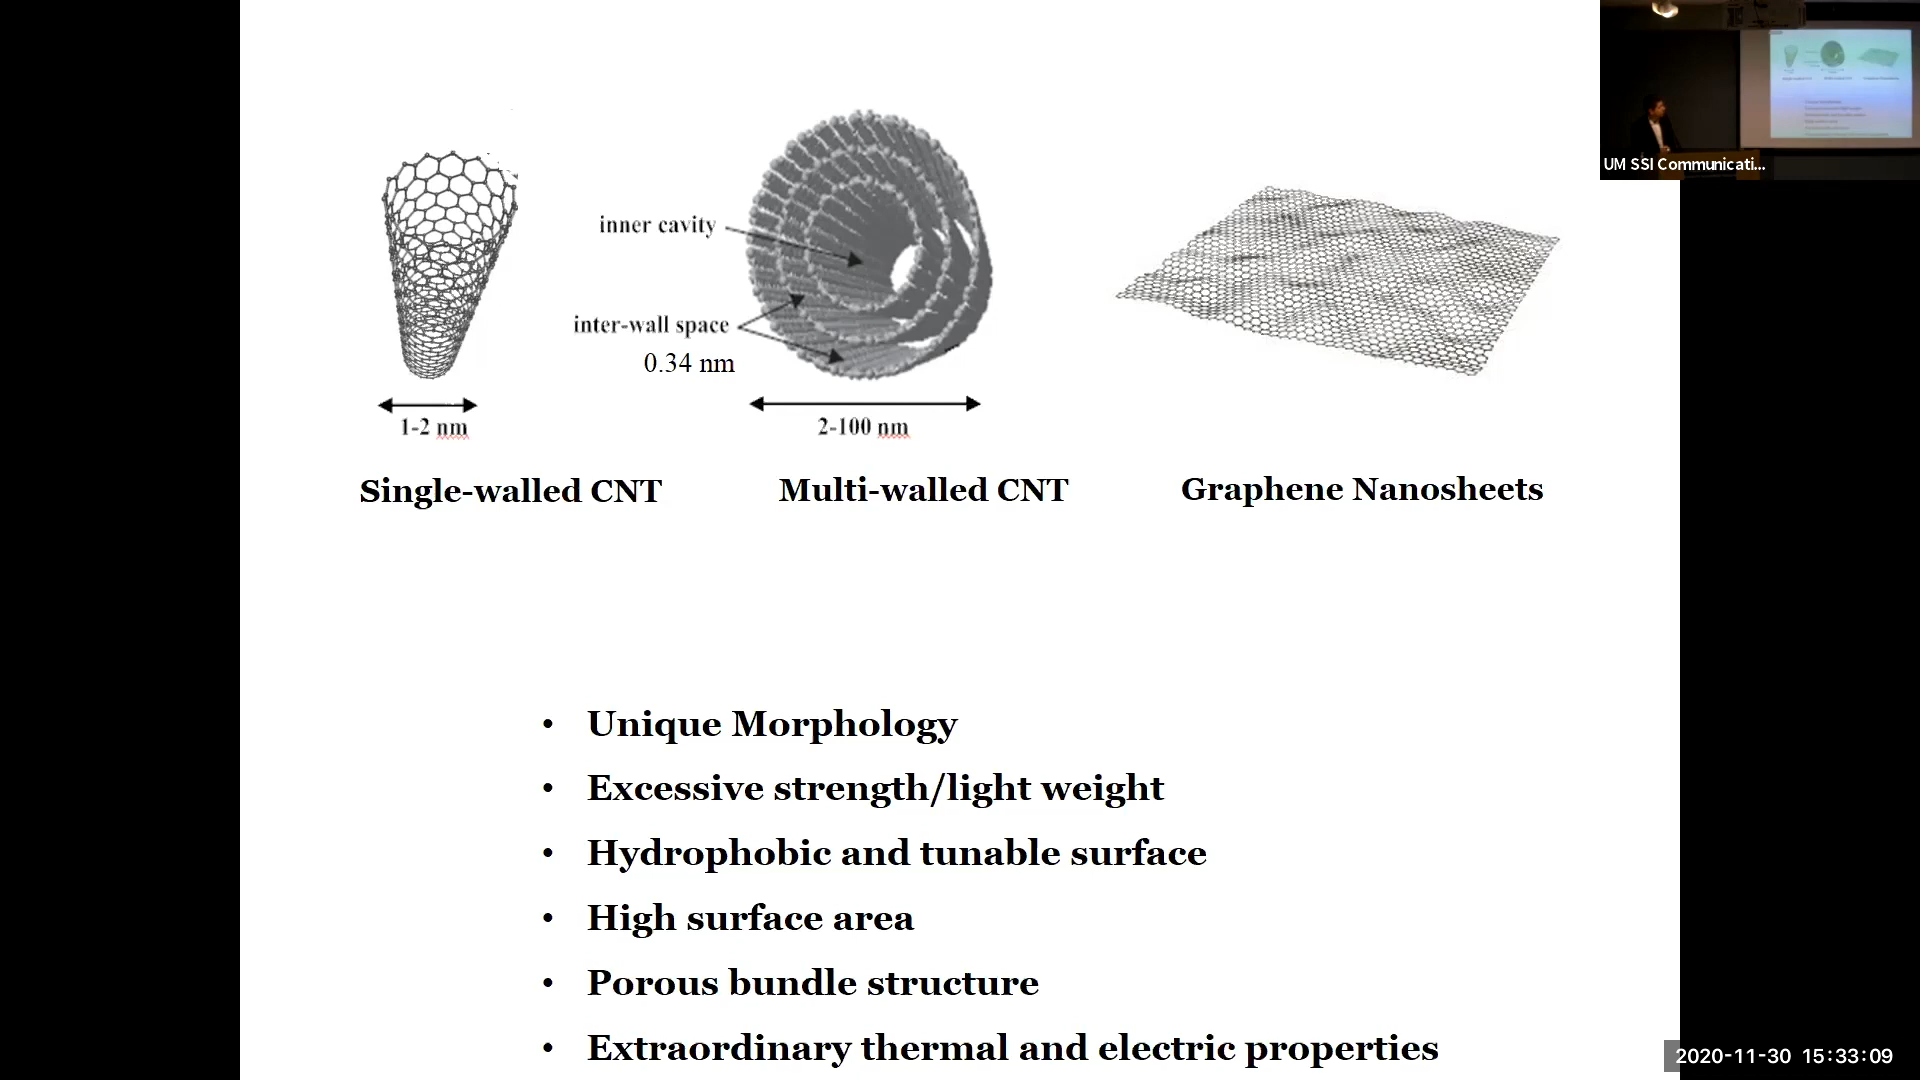 UM SSI Communicati...
inner cavity
inter-wall space
0.34 nm
1-2 nm
2-100 nm
Single-walled CNT
Multi-walled CNT
Graphene Nanosheets
• Unique Morphology
• Excessive strength/light weight
• Hydrophobic and tunable surface
• High surface area
• Porous bundle structure
• Extraordinary thermal and electric properties
2020-11-30 15:33:09